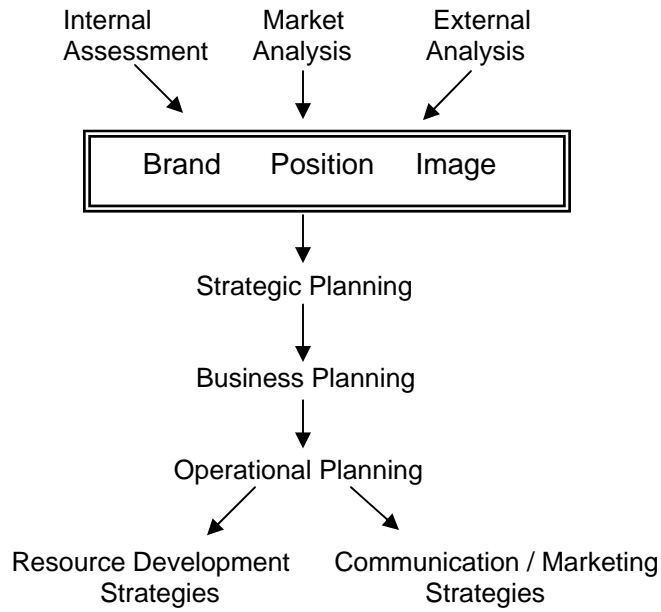 Internal Assessment
Market Analysis
External Analysis
Brand Position Image
Strategic Planning
Business Planning
Operational Planning
Resource Development
Strategies
Communication / Marketing
Strategies